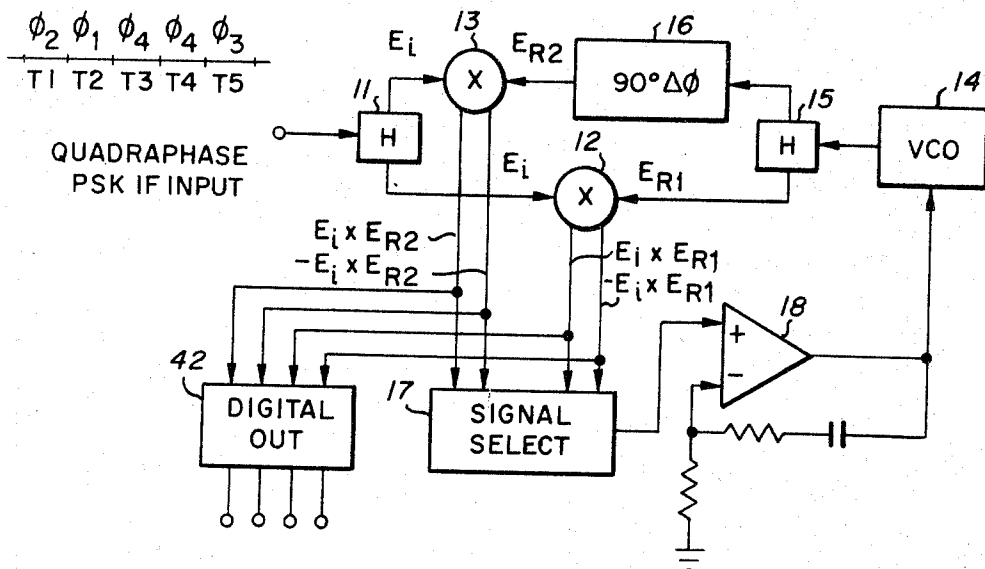 ϕ2 ϕ1 ϕ4 ϕ4 ϕ3
T1 T2 T3 T4 T5
QUADRAPHASE
PSK IF INPUT
11
H
Ei
13
X
ER2
16
90° Δϕ
15
H
14
VCO
Ei
12
X
ER1
Ei x ER2
-Ei x ER2
Ei x ER1
-Ei x ER1
18
+
-
42
DIGITAL
OUT
17
SIGNAL
SELECT